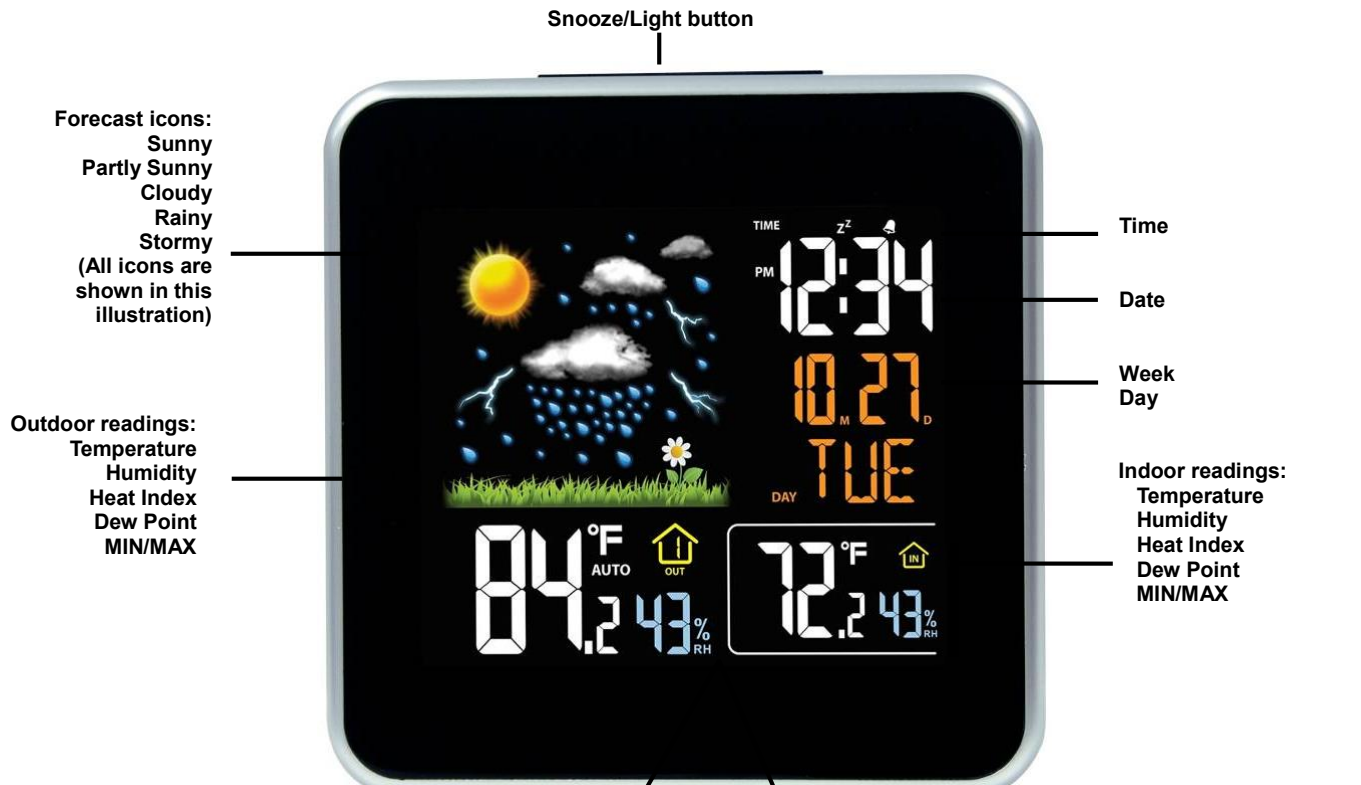 Snooze/Light button
Forecast icons:
Sunny
Partly Sunny
Cloudy
Rainy
Stormy
(All icons are
shown in this
illustration)
Outdoor readings:
Temperature
Humidity
Heat Index
Dew Point
MIN/MAX
TIME Zᶻ
PM 12:34
10 M 27 D
DAY TUE
84.2 °F AUTO 1 OUT 43 % RH
72.2 °F IN 43 % RH
Time
Date
Week
Day
Indoor readings:
Temperature
Humidity
Heat Index
Dew Point
MIN/MAX